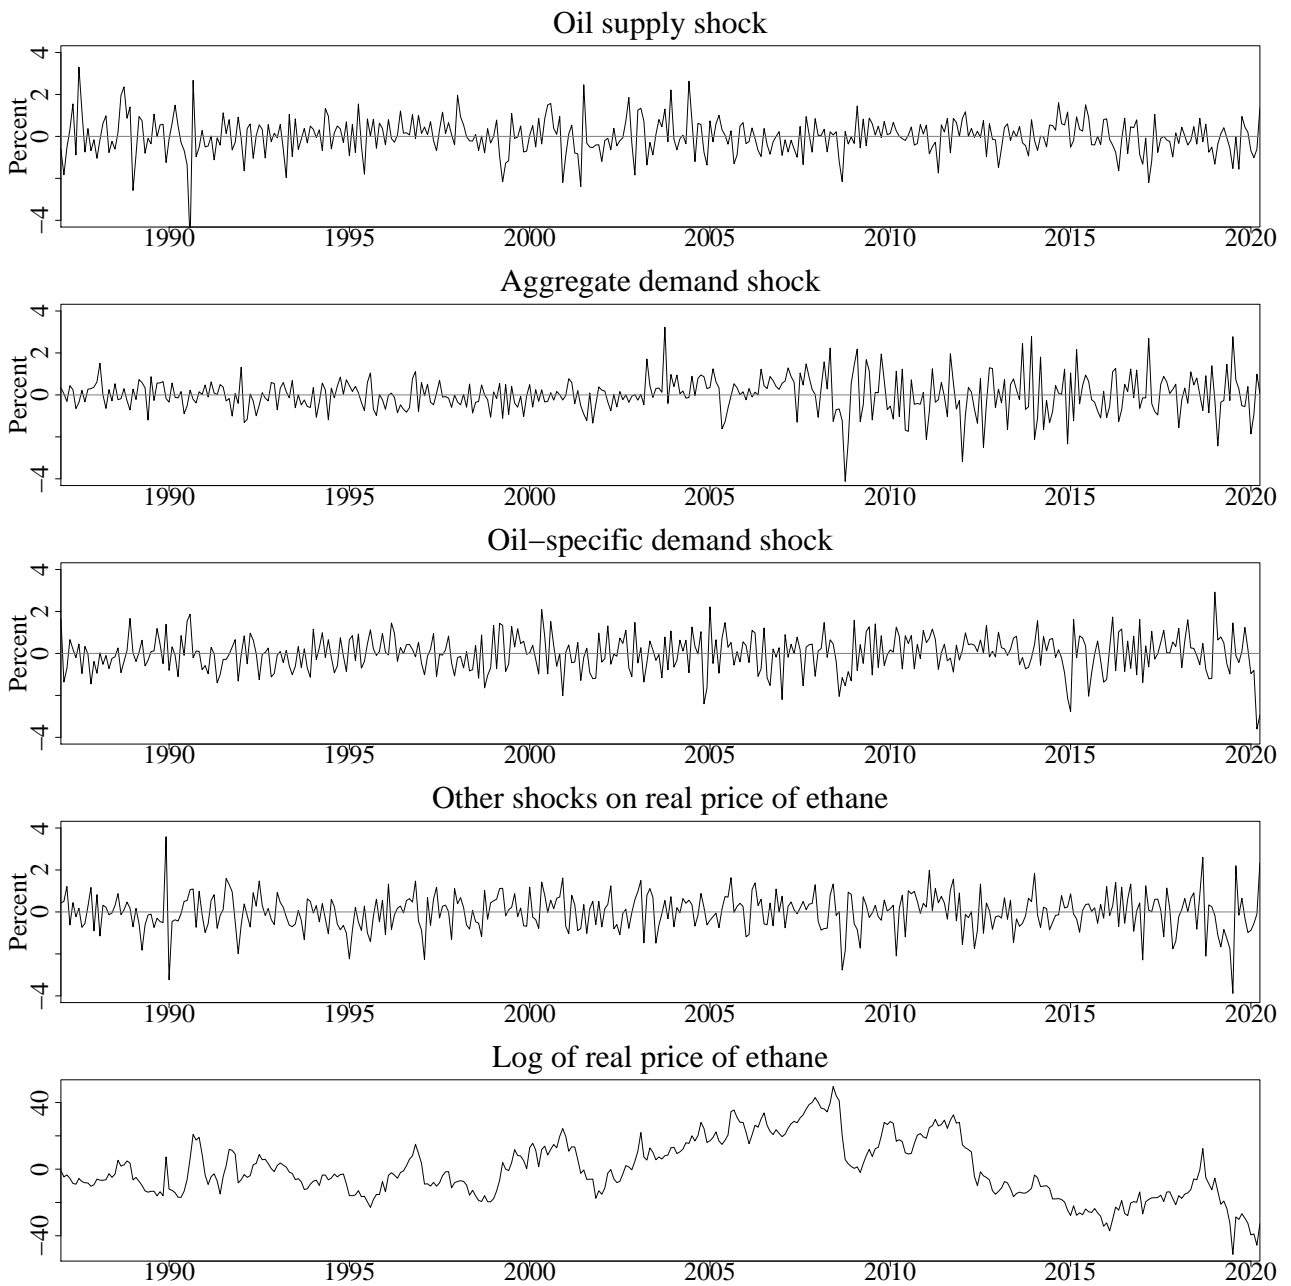 Oil supply shock
Percent
4
2
0
−4
1990 1995 2000 2005 2010 2015 2020
Aggregate demand shock
Percent
4
2
0
−4
1990 1995 2000 2005 2010 2015 2020
Oil−specific demand shock
Percent
4
2
0
−4
1990 1995 2000 2005 2010 2015 2020
Other shocks on real price of ethane
Percent
4
2
0
−4
1990 1995 2000 2005 2010 2015 2020
Log of real price of ethane
40
0
−40
1990 1995 2000 2005 2010 2015 2020